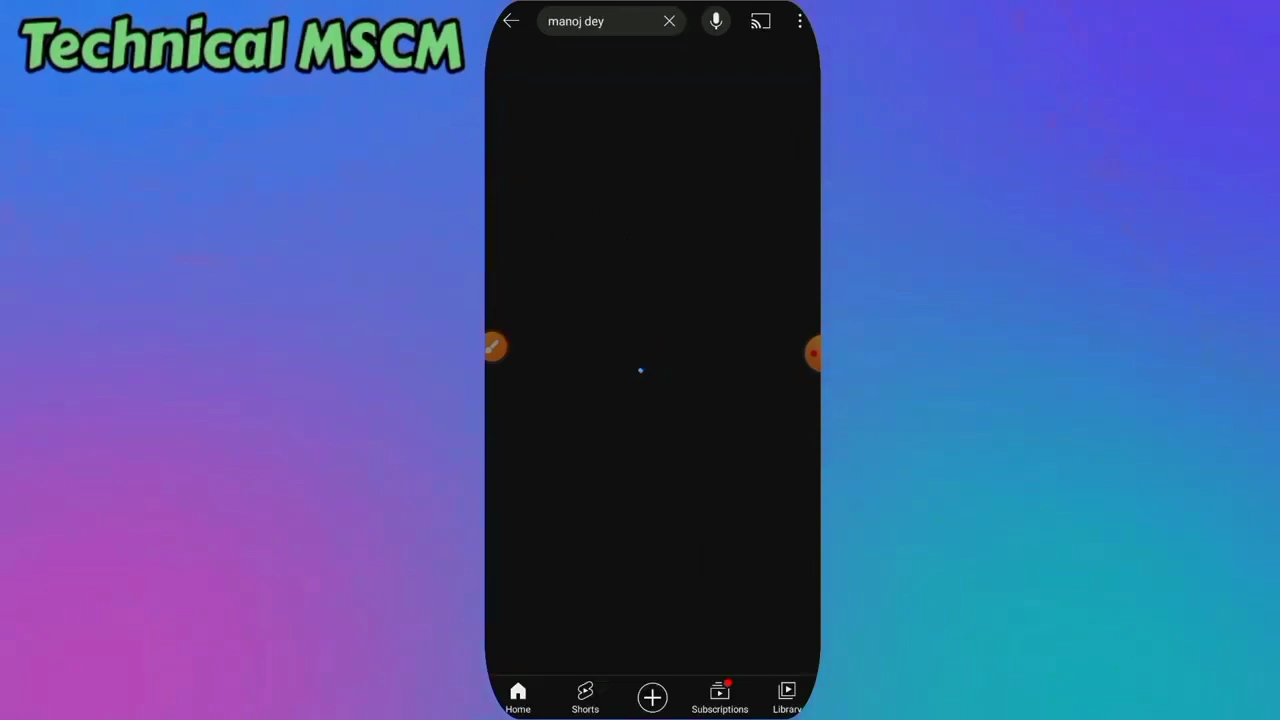 Technical MSCM
manoj dey
Home
Shorts
Subscriptions
Library